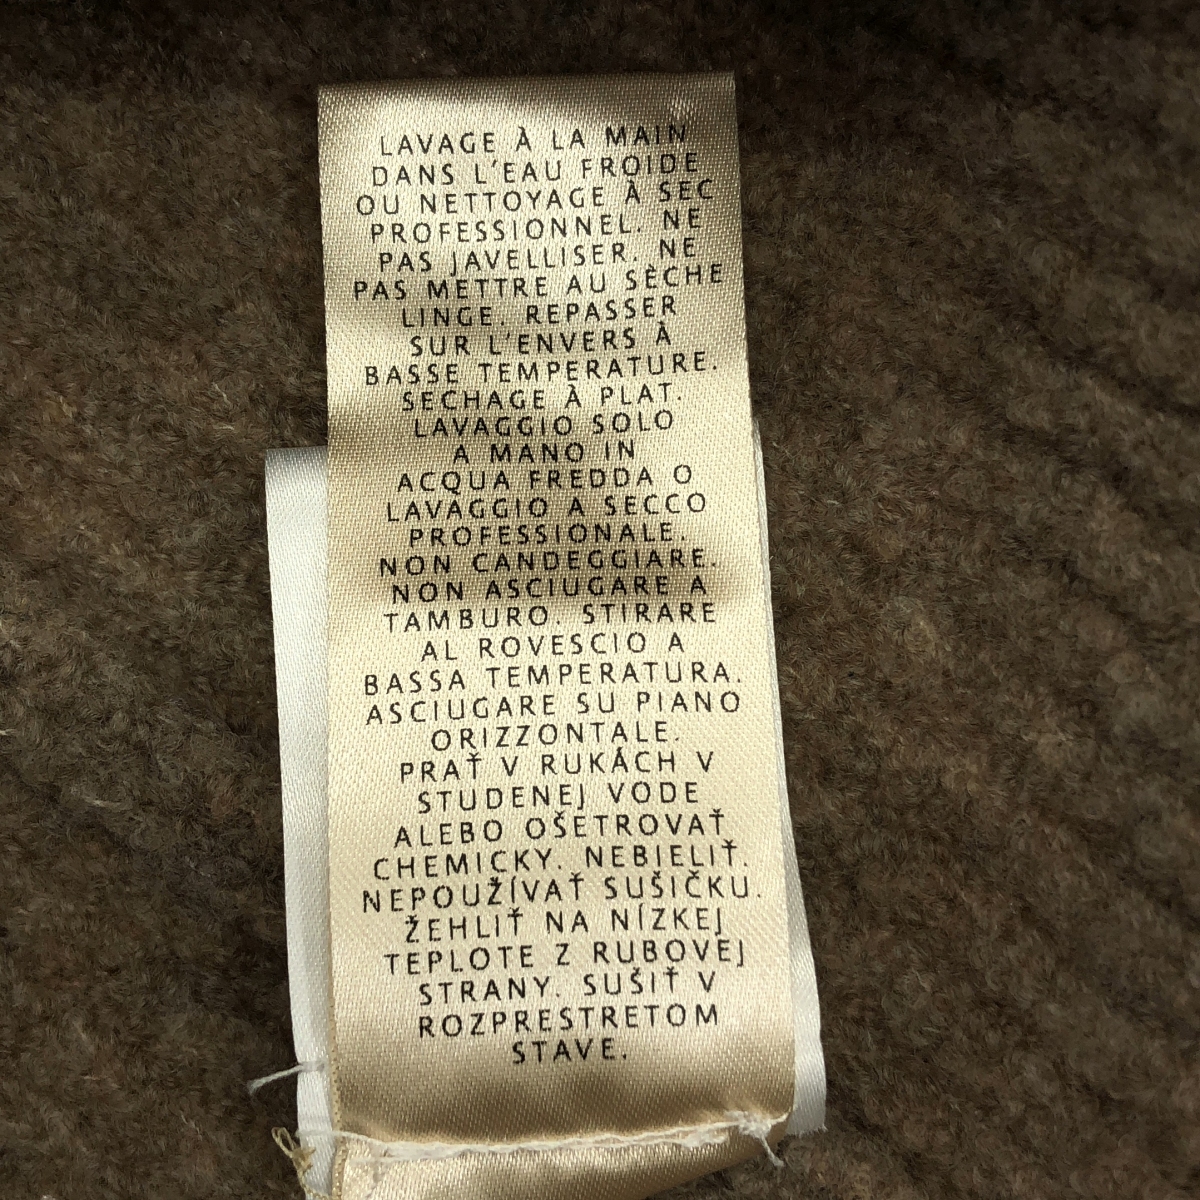 LAVAGE À LA MAIN
DANS L'EAU FROIDE
OU NETTOYAGE À SEC
PROFESSIONNEL. NE
PAS JAVELLISER. NE
PAS METTRE AU SÈCHE
LINGE. REPASSER
SUR L'ENVERS À
BASSE TEMPERATURE.
SECHAGE À PLAT.
LAVAGGIO SOLO
A MANO IN
ACQUA FREDDA O
LAVAGGIO A SECCO
PROFESSIONALE.
NON CANDEGGIARE.
NON ASCIUGARE A
TAMBURO. STIRARE
AL ROVESCIO A
BASSA TEMPERATURA.
ASCIUGARE SU PIANO
ORIZZONTALE.
PRAŤ V RUKÁCH V
STUDENEJ VODE
ALEBO OŠETROVAŤ
CHEMICKY. NEBIELIŤ.
NEPOUŽÍVAŤ SUŠIČKU.
ŽEHLIŤ NA NÍZKEJ
TEPLOTE Z RUBOVEJ
STRANY. SUŠIŤ V
ROZPRESTRETOM
STAVE.